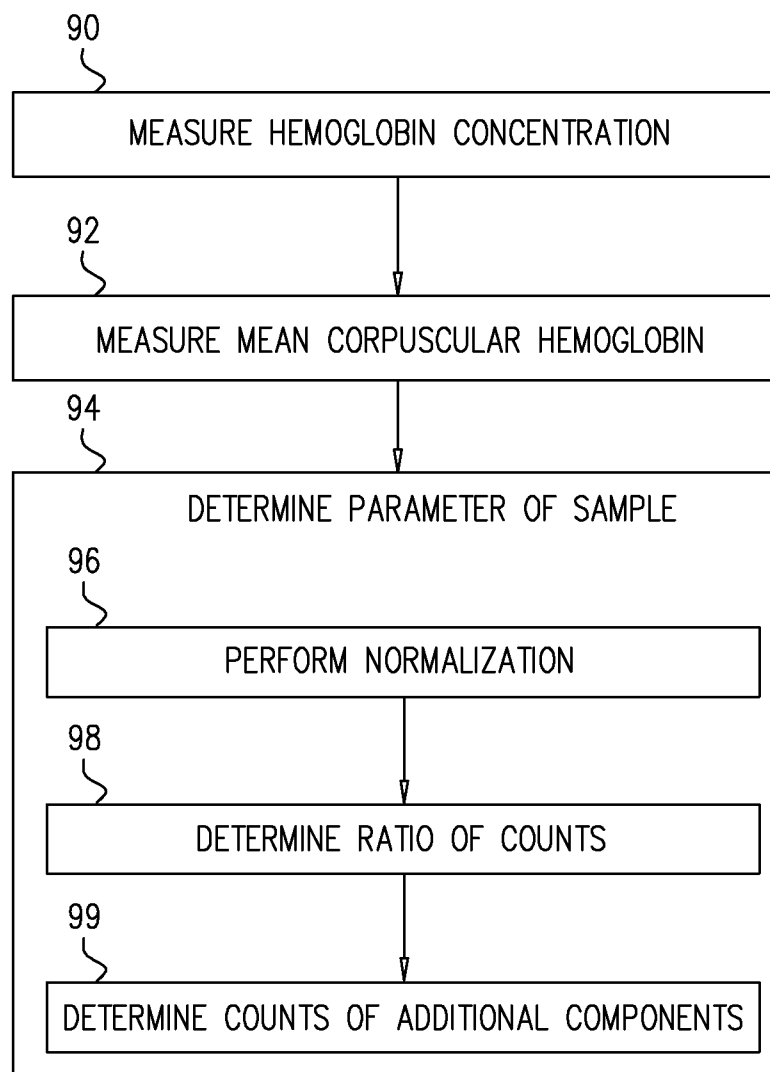 90
MEASURE HEMOGLOBIN CONCENTRATION
92
MEASURE MEAN CORPUSCULAR HEMOGLOBIN
94
DETERMINE PARAMETER OF SAMPLE
96
PERFORM NORMALIZATION
98
DETERMINE RATIO OF COUNTS
99
DETERMINE COUNTS OF ADDITIONAL COMPONENTS